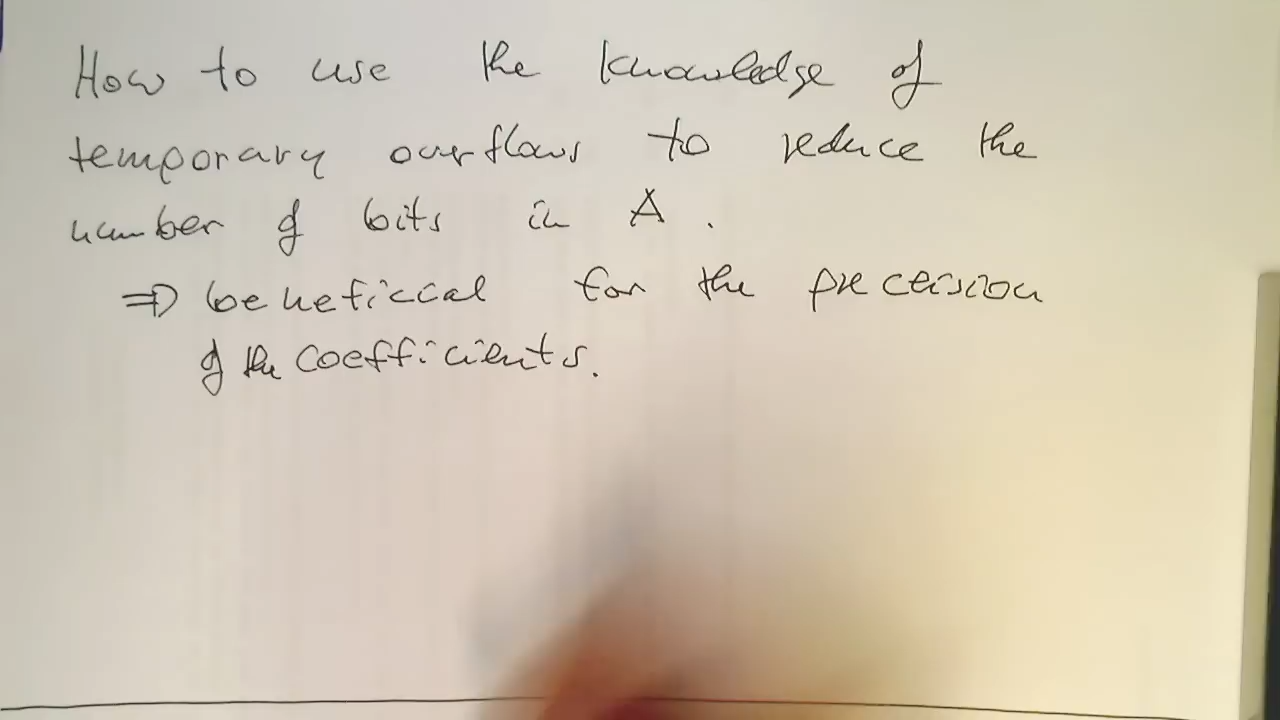 How to use the knowledge of
temporary overflows to reduce the
number of bits in A.
⇒ beneficial for the precision
of the coefficients.